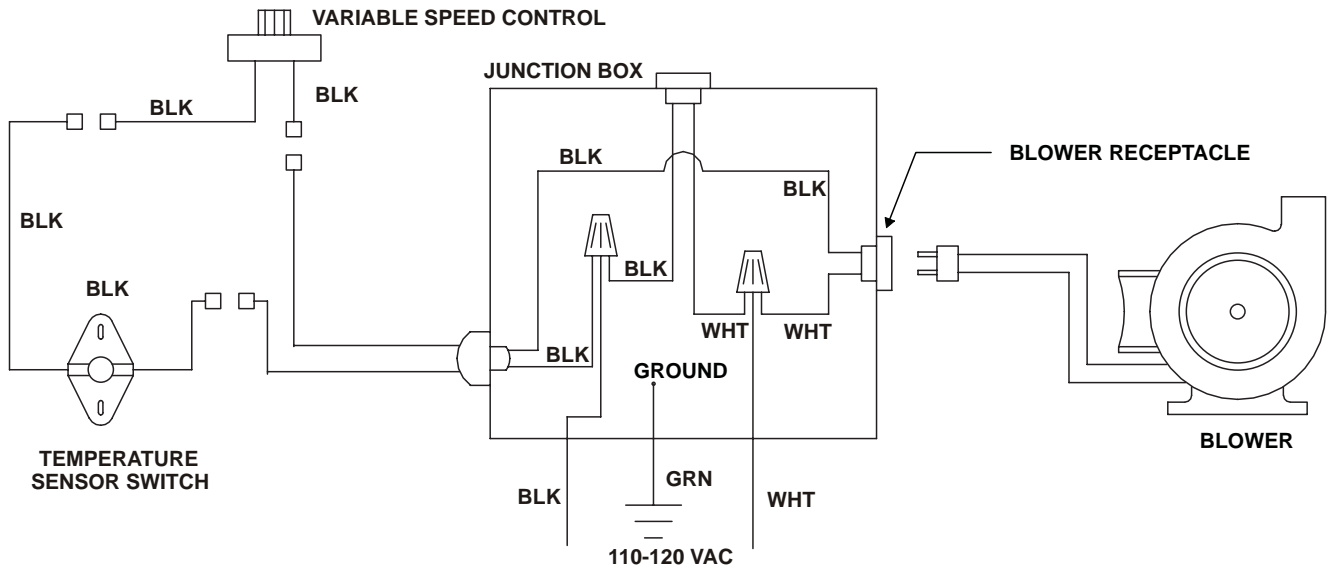 VARIABLE SPEED CONTROL
JUNCTION BOX
BLK
BLK
BLK
BLOWER RECEPTACLE
BLK
BLK
BLK
BLK
WHT
WHT
BLK
GROUND
TEMPERATURE
SENSOR SWITCH
BLOWER
BLK
GRN
WHT
110-120 VAC